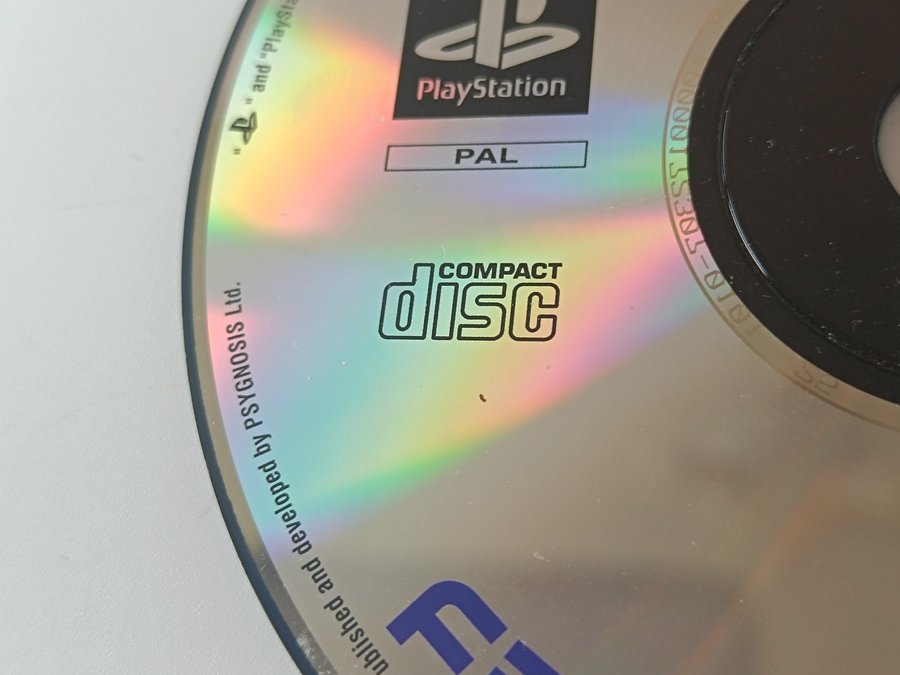 PlayStation
PAL
COMPACT
disc
" and "PlaySta
ublished and developed by PSYGNOSIS Ltd.